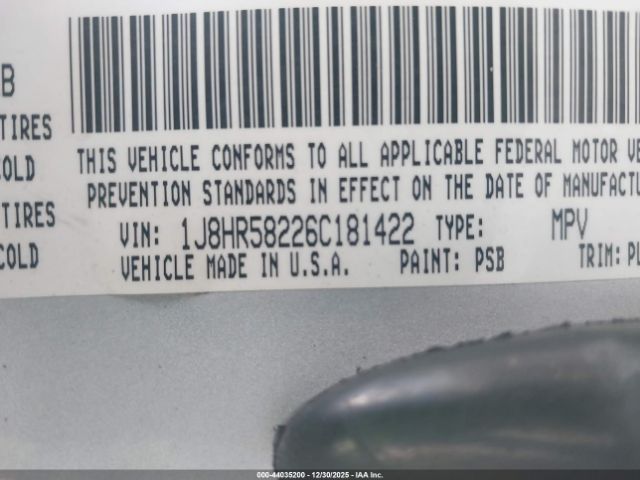 B
TIRES
COLD
THIS VEHICLE CONFORMS TO ALL APPLICABLE FEDERAL MOTOR VE
PREVENTION STANDARDS IN EFFECT ON THE DATE OF MANUFACTU
TIRES
VIN: 1J8HR58226C181422 TYPE: MPV
COLD
VEHICLE MADE IN U.S.A. PAINT: PSB TRIM: PL
000-44035200 - 12/30/2025 - IAA Inc.